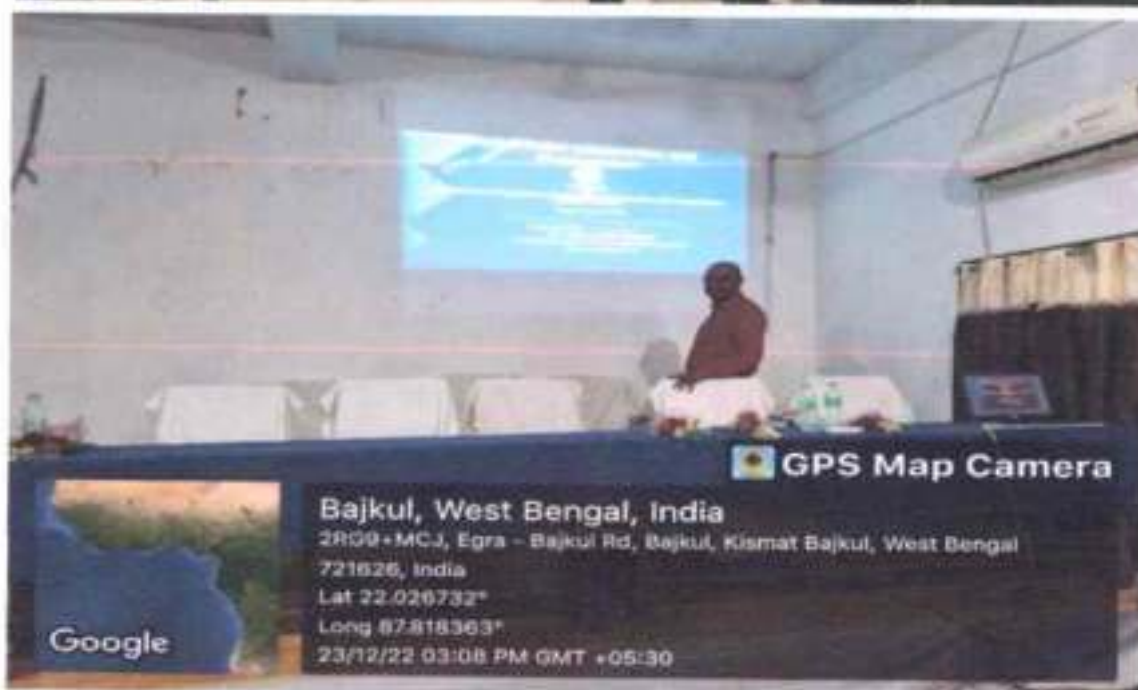 GPS Map Camera
Bajkul, West Bengal, India
2RG9+MCJ, Egra - Bajkul Rd, Bajkul, Kismat Bajkul, West Bengal
721626, India
Lat 22.026732°
Long 87.818363°
23/12/22 03:08 PM GMT +05:30
Google